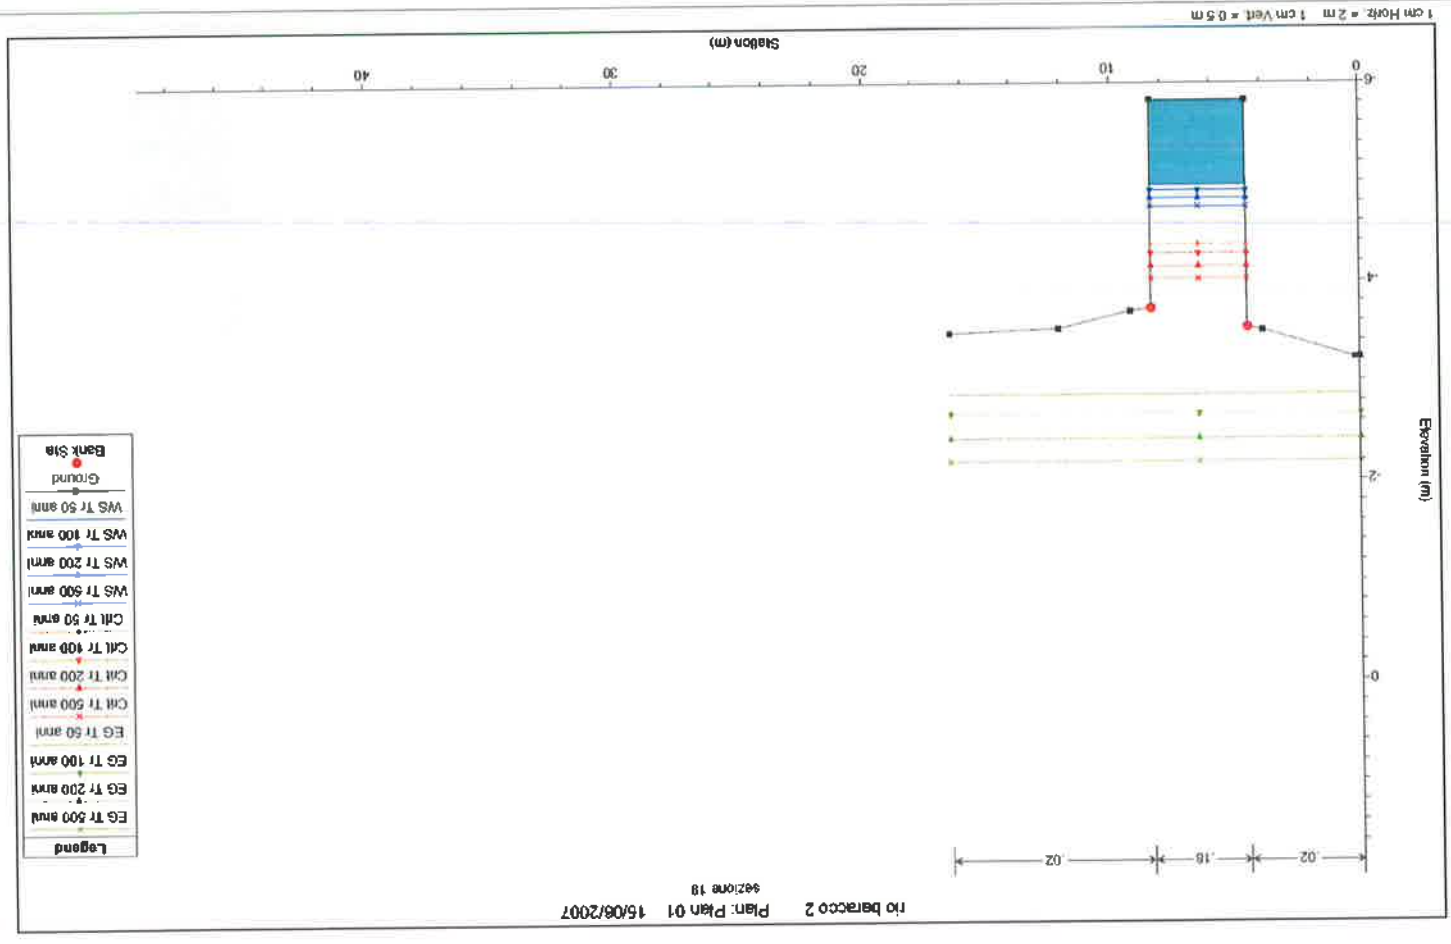 rio baracco 2 Plan: Plan 01 15/06/2007
sezione 18
.02 .18 .02
Legend
EG Tr 500 anni
EG Tr 200 anni
EG Tr 100 anni
EG Tr 50 anni
Crit Tr 500 anni
Crit Tr 200 anni
Crit Tr 100 anni
Crit Tr 50 anni
WS Tr 500 anni
WS Tr 200 anni
WS Tr 100 anni
WS Tr 50 anni
Ground
Bank Sta
Elevation (m)
0
-2
-4
-6
0 10 20 30 40
Station (m)
1 cm Horiz. = 2 m 1 cm Vert. = 0.5 m